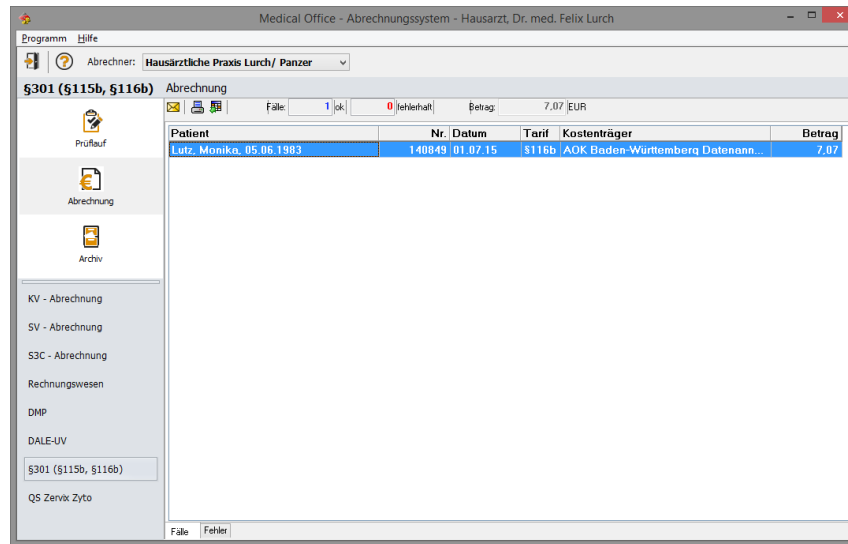 Medical Office - Abrechnungssystem - Hausarzt, Dr. med. Felix Lurch
Programm Hilfe
Abrechner: Hausärztliche Praxis Lurch/ Panzer
§301 (§115b, §116b) Abrechnung
Fälle: 1 ok 0 fehlerhaft Betrag: 7,07 EUR
Prüflauf
Abrechnung
Archiv
KV - Abrechnung
SV - Abrechnung
S3C - Abrechnung
Rechnungswesen
DMP
DALE-UV
§301 (§115b, §116b)
QS Zervix Zyto
Patient Nr. Datum Tarif Kostenträger Betrag
Lutz, Monika, 05.06.1983 140849 01.07.15 §116b AOK Baden-Württemberg Datenann... 7,07
Fälle Fehler